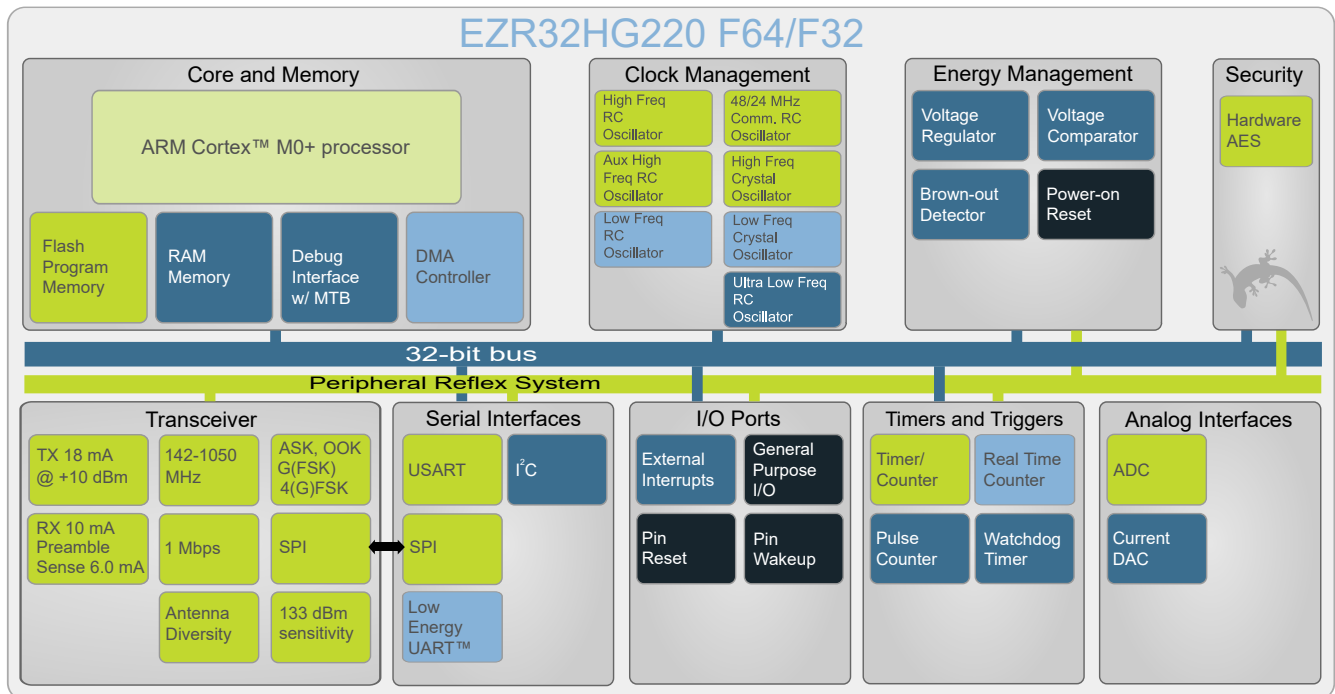 EZR32HG220 F64/F32
Core and Memory
ARM Cortex™ M0+ processor
Flash
Program
Memory
RAM
Memory
Debug
Interface
w/ MTB
DMA
Controller
Clock Management
High Freq
RC
Oscillator
48/24 MHz
Comm. RC
Oscillator
Aux High
Freq RC
Oscillator
High Freq
Crystal
Oscillator
Low Freq
RC
Oscillator
Low Freq
Crystal
Oscillator
Ultra Low Freq
RC
Oscillator
Energy Management
Voltage
Regulator
Voltage
Comparator
Brown-out
Detector
Power-on
Reset
Security
Hardware
AES
32-bit bus
Peripheral Reflex System
Transceiver
TX 18 mA
@ +10 dBm
142-1050
MHz
ASK, OOK
G(FSK)
4(G)FSK
RX 10 mA
Preamble
Sense 6.0 mA
1 Mbps
SPI
Antenna
Diversity
133 dBm
sensitivity
Serial Interfaces
USART
I²C
SPI
Low
Energy
UART™
I/O Ports
External
Interrupts
General
Purpose
I/O
Pin
Reset
Pin
Wakeup
Timers and Triggers
Timer/
Counter
Real Time
Counter
Pulse
Counter
Watchdog
Timer
Analog Interfaces
ADC
Current
DAC